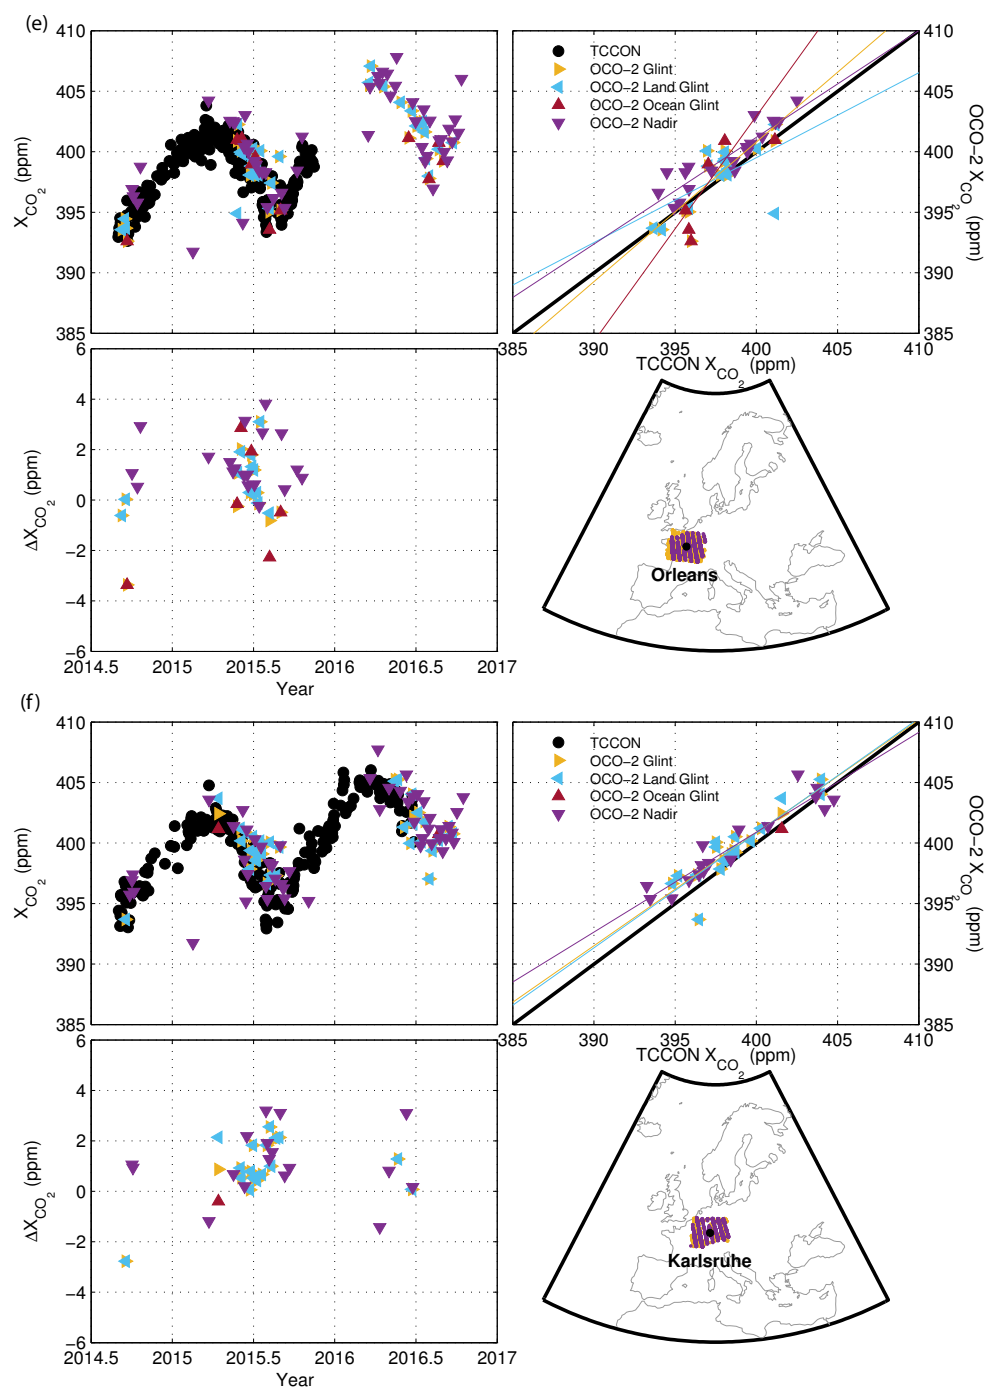 (e)
410
405
400
395
390
385
X_CO2 (ppm)
TCCON
OCO−2 Glint
OCO−2 Land Glint
OCO−2 Ocean Glint
OCO−2 Nadir
410
405
400
395
390
385
OCO−2 X_CO2 (ppm)
385 390 395 400 405 410
TCCON X_CO2 (ppm)
6
4
2
0
−2
−4
−6
ΔX_CO2 (ppm)
2014.5 2015 2015.5 2016 2016.5 2017
Year
Orleans
(f)
410
405
400
395
390
385
X_CO2 (ppm)
TCCON
OCO−2 Glint
OCO−2 Land Glint
OCO−2 Ocean Glint
OCO−2 Nadir
410
405
400
395
390
385
OCO−2 X_CO2 (ppm)
385 390 395 400 405 410
TCCON X_CO2 (ppm)
6
4
2
0
−2
−4
−6
ΔX_CO2 (ppm)
2014.5 2015 2015.5 2016 2016.5 2017
Year
Karlsruhe